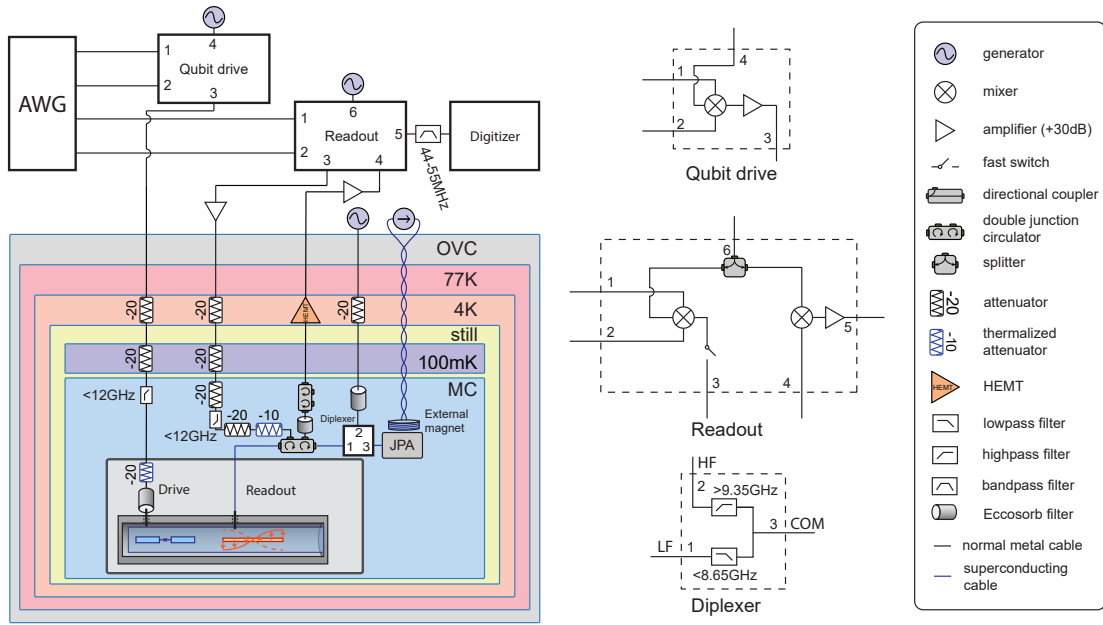 AWG
1
2
4
Qubit drive
3
1
2
6
Readout
5
3
4
44-55MHz
Digitizer
OVC
77K
4K
still
100mK
MC
-20
-20
HEMT
-20
-20
-20
-20
<12GHz
-20
<12GHz
-20
-10
Diplexer
2
1
3
External
magnet
JPA
-20
Drive
Readout
1
4
2
3
Qubit drive
6
1
2
5
3
4
Readout
HF
2
>9.35GHz
3
COM
LF
1
<8.65GHz
Diplexer
generator
mixer
amplifier (+30dB)
fast switch
directional coupler
double junction
circulator
splitter
-20
attenuator
-10
thermalized
attenuator
HEMT
HEMT
lowpass filter
highpass filter
bandpass filter
Eccosorb filter
normal metal cable
superconducting
cable